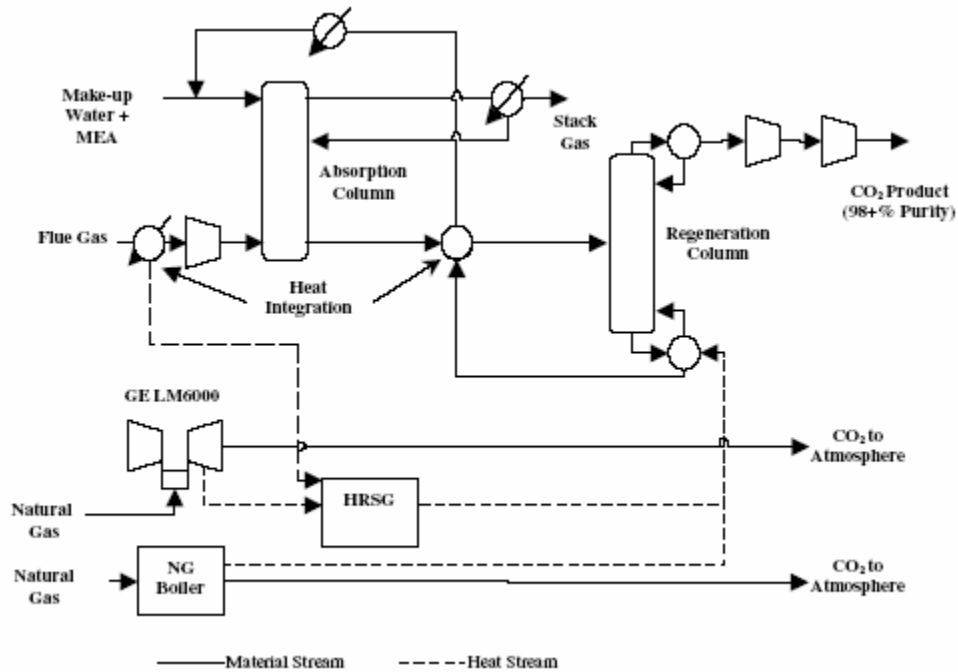 Make-up
Water +
MEA
Stack
Gas
Absorption
Column
CO₂ Product
(98+% Purity)
Regeneration
Column
Flue Gas
Heat
Integration
GE LM6000
CO₂ to
Atmosphere
HRSG
Natural
Gas
NG
Boiler
Natural
Gas
CO₂ to
Atmosphere
Material Stream
Heat Stream